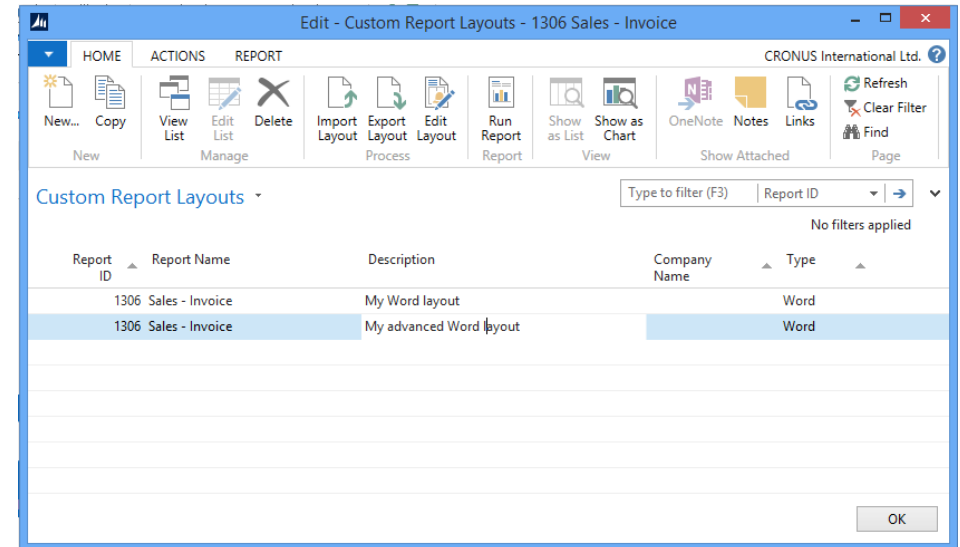 Edit - Custom Report Layouts - 1306 Sales - Invoice
HOME ACTIONS REPORT CRONUS International Ltd.
New... Copy View List Edit List Delete Import Layout Export Layout Edit Layout Run Report Show as List Show as Chart OneNote Notes Links Refresh
Clear Filter
Find
New Manage Process Report View Show Attached Page
Custom Report Layouts Type to filter (F3) Report ID
No filters applied
Report ID Report Name Description Company Name Type
1306 Sales - Invoice My Word layout Word
1306 Sales - Invoice My advanced Word layout Word
OK